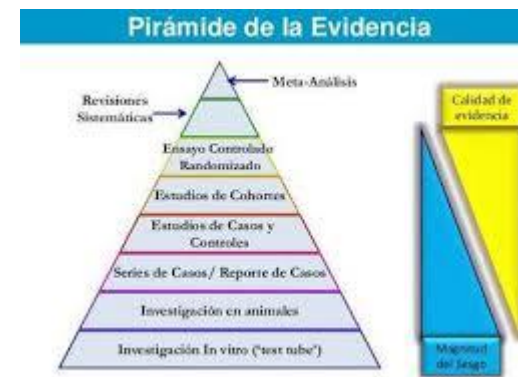 Pirámide de la Evidencia
Meta-Análisis
Revisiones
Sistemáticas
Ensayo Controlado
Randomizado
Estudios de Cohortes
Estudios de Casos y
Controles
Series de Casos/ Reporte de Casos
Investigación en animales
Investigación In vitro ("test tube")
Calidad de
evidencia
Magnitud
del Sesgo